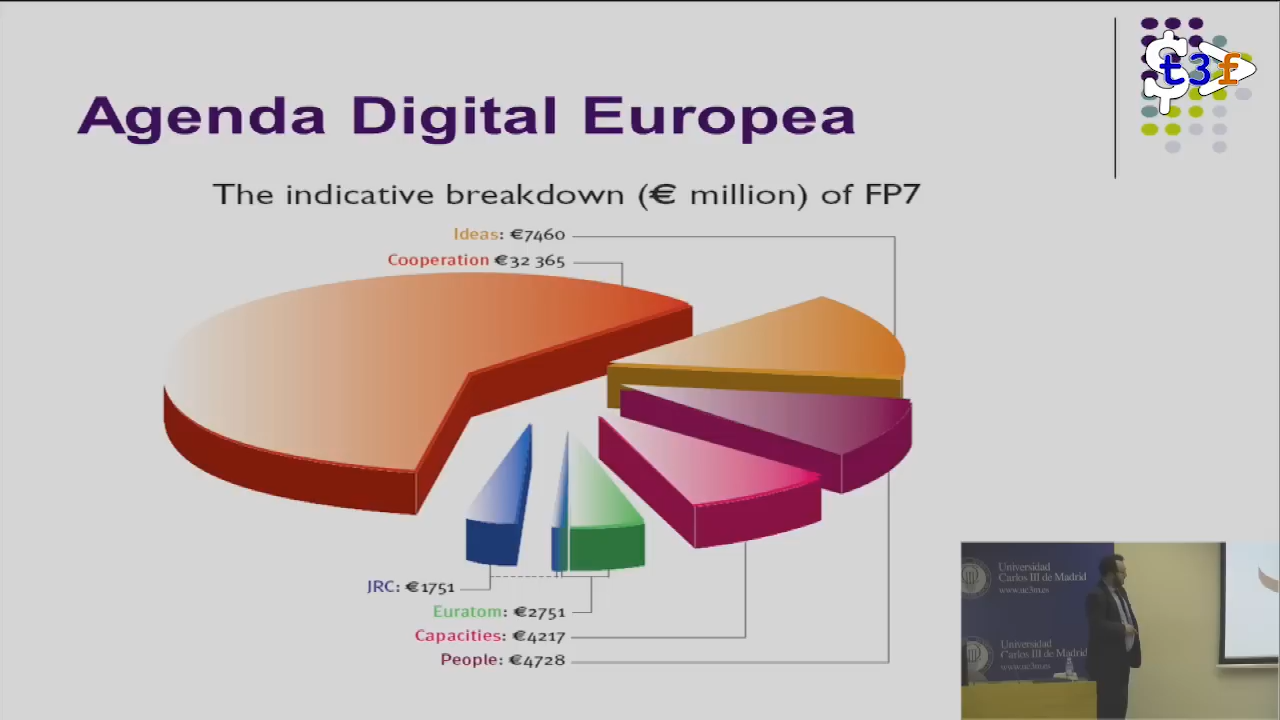 $ t3f
Agenda Digital Europea
The indicative breakdown (€ million) of FP7
Ideas: €7460
Cooperation €32 365
JRC: €1751
Euratom: €2751
Capacities: €4217
People: €4728
Universidad
Carlos III de Madrid
www.uc3m.es
Universidad
Carlos III de Madrid
www.uc3m.es